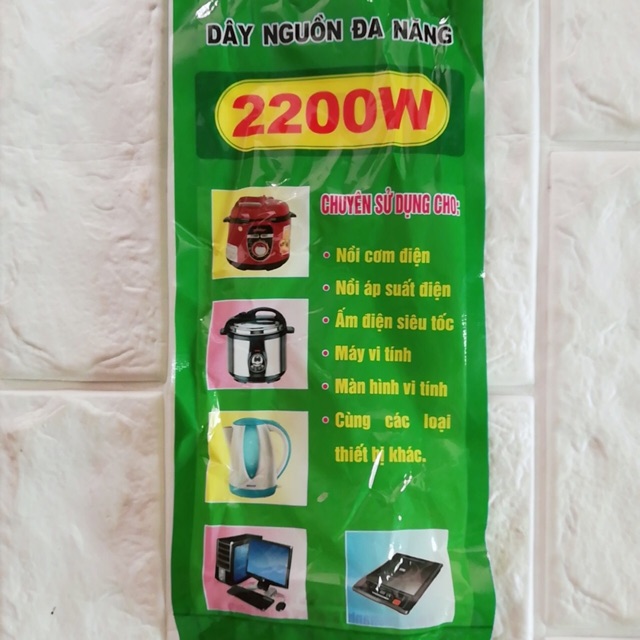 DÂY NGUỒN ĐA NĂNG
2200W
CHUYÊN SỬ DỤNG CHO:
• Nồi cơm điện
• Nồi áp suất điện
• Ấm điện siêu tốc
• Máy vi tính
• Màn hình vi tính
• Cùng các loại
thiết bị khác.